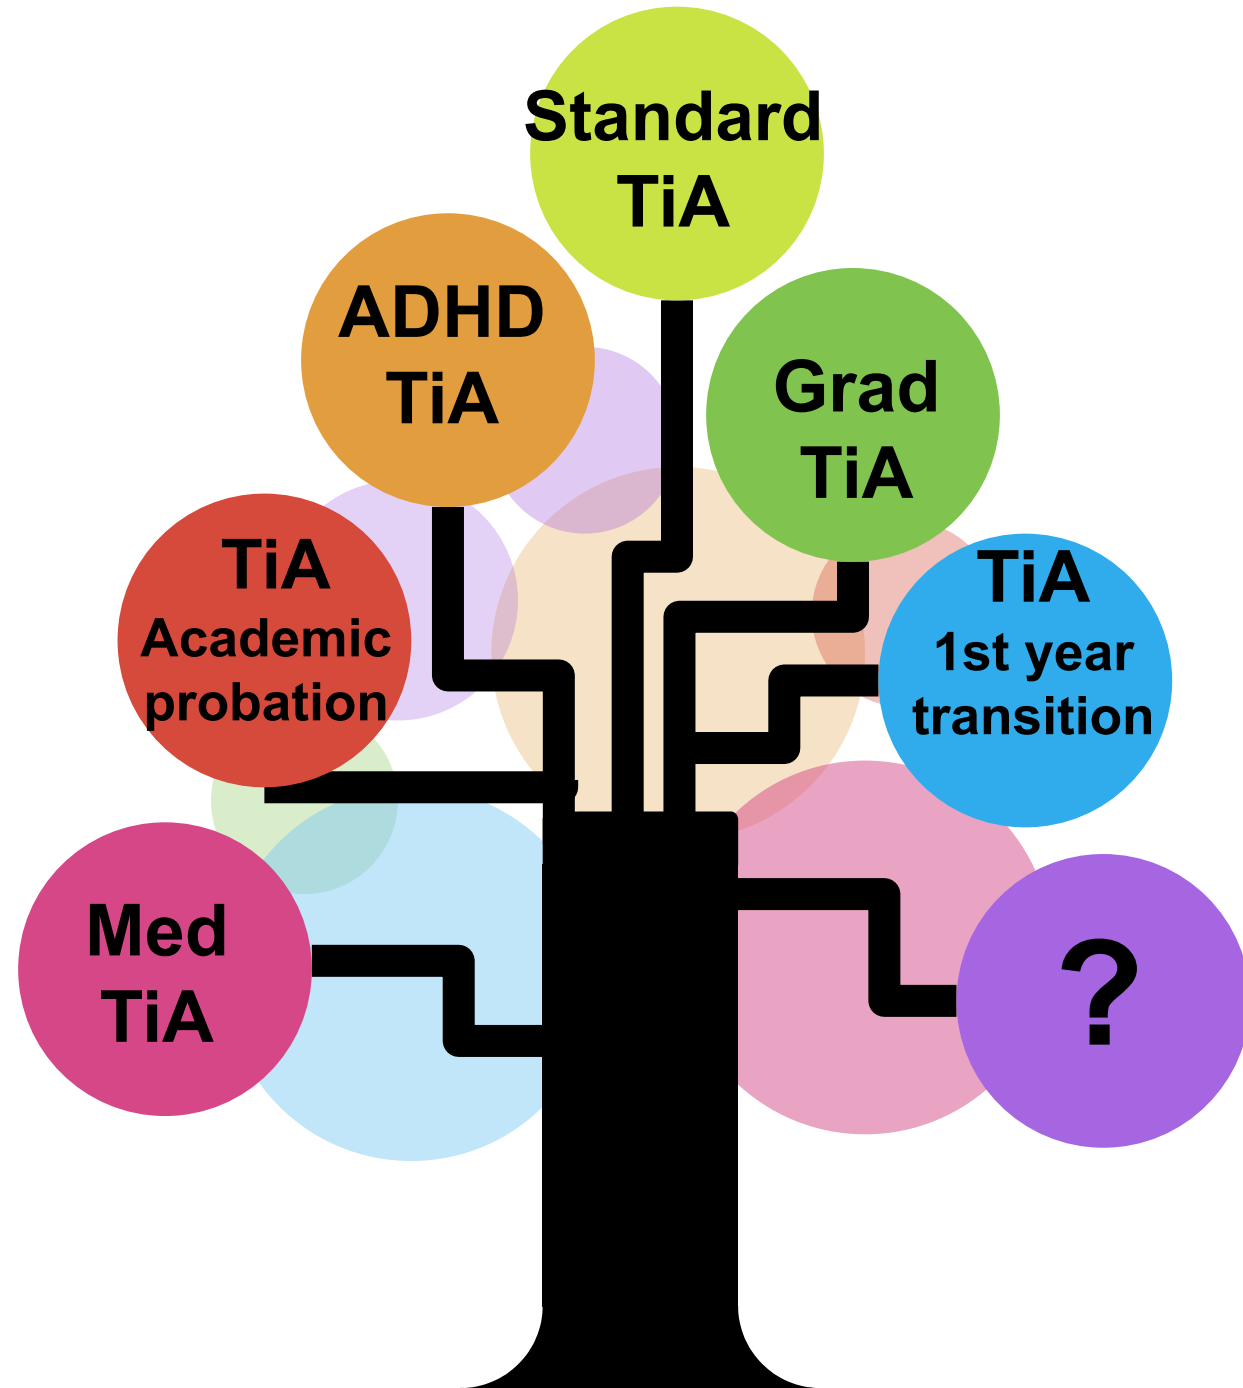 Standard
TiA
ADHD
TiA
Grad
TiA
TiA
Academic
probation
TiA
1st year
transition
Med
TiA
?